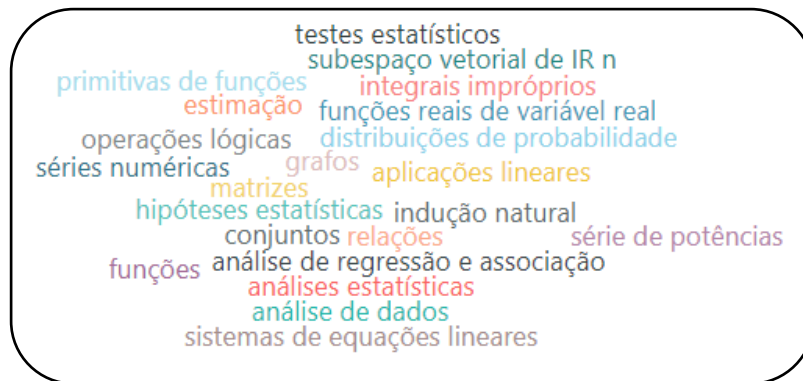 testes estatísticos
subespaço vetorial de IR n
primitivas de funções
integrais impróprios
estimação
funções reais de variável real
operações lógicas
distribuições de probabilidade
séries numéricas
grafos
aplicações lineares
matrizes
hipóteses estatísticas
indução natural
conjuntos
relações
série de potências
funções
análise de regressão e associação
análises estatísticas
análise de dados
sistemas de equações lineares